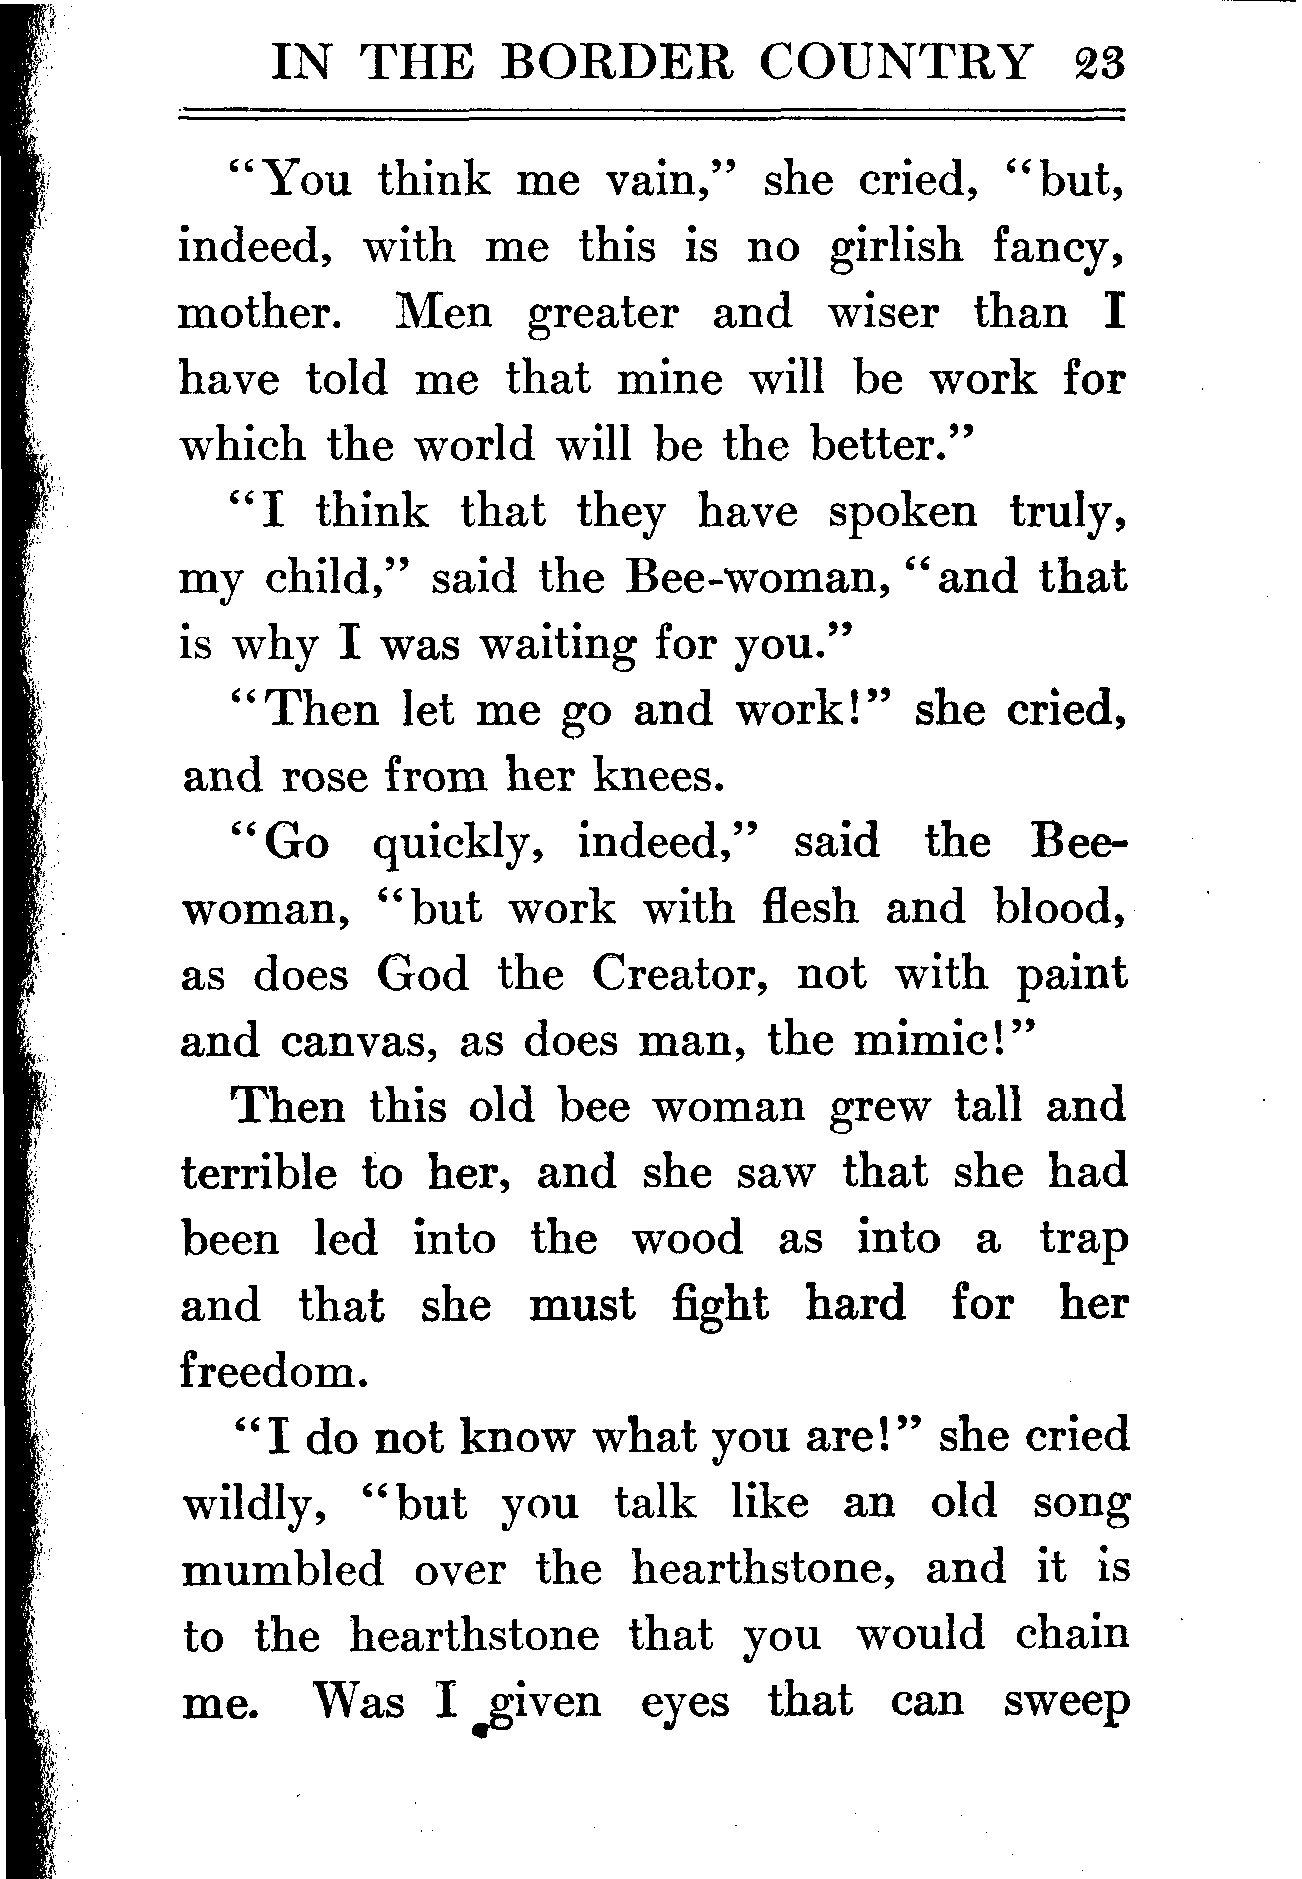 IN THE BORDER COUNTRY 23
“You think me vain,” she cried, “but,
indeed, with me this is no girlish fancy,
mother. Men greater and wiser than I
have told me that mine will be work for
which the world will be the better.”
“I think that they have spoken truly,
my child,” said the Bee-woman, “and that
is why I was waiting for you.”
“Then let me go and work!” she cried,
and rose from her knees.
“Go quickly, indeed,” said the Bee-
woman, “but work with flesh and blood,
as does God the Creator, not with paint
and canvas, as does man, the mimic!”
Then this old bee woman grew tall and
terrible to her, and she saw that she had
been led into the wood as into a trap
and that she must fight hard for her
freedom.
“I do not know what you are!” she cried
wildly, “but you talk like an old song
mumbled over the hearthstone, and it is
to the hearthstone that you would chain
me. Was I given eyes that can sweep